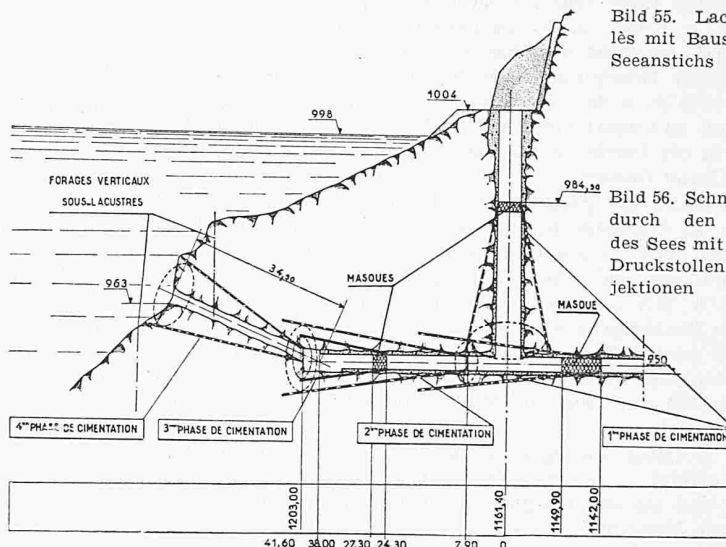 Bild 55. Lac
lès mit Baus
Seeanstichs
1004
998
FORAGES VERTICAUX
SOUS-LACUSTRES
984,50
Bild 56. Schn
durch den
des Sees mit
Druckstollen
jektionen
34,20
MASQUES
963
MASQUE
950
4me PHASE DE CIMENTATION
3me PHASE DE CIMENTATION
2me PHASE DE CIMENTATION
1ère PHASE DE CIMENTATION
1203,00
1161,40
1149,90
1142,00
41,60 38,00 27,30 24,30 7,90 0